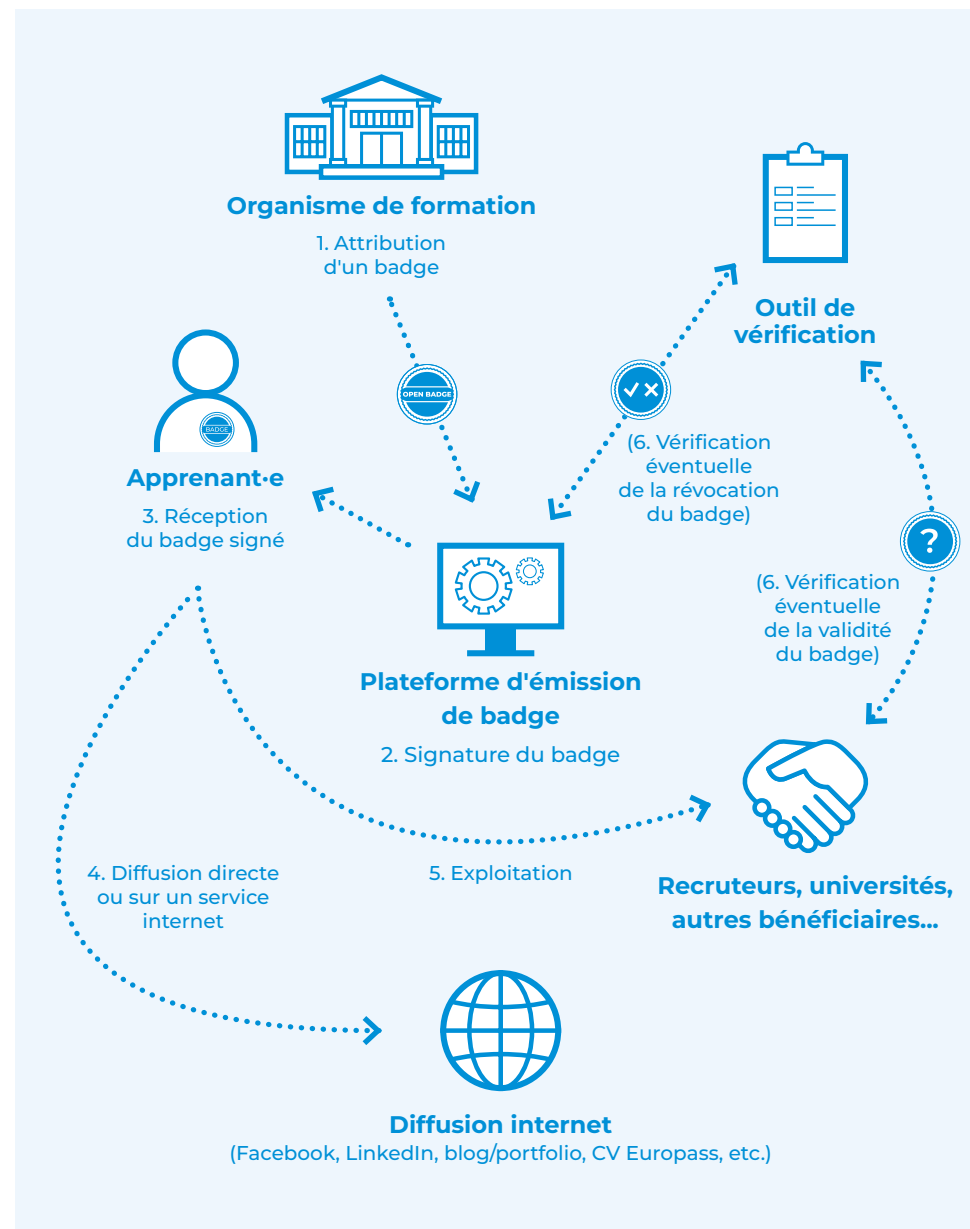 Organisme de formation
1. Attribution
d'un badge
OPEN BADGE
Outil de
vérification
BADGE
Apprenant·e
3. Réception
du badge signé
(6. Vérification
éventuelle
de la révocation
du badge)
?
(6. Vérification
éventuelle
de la validité
du badge)
Plateforme d'émission
de badge
2. Signature du badge
4. Diffusion directe
ou sur un service
internet
5. Exploitation
Recruteurs, universités,
autres bénéficiaires...
Diffusion internet
(Facebook, LinkedIn, blog/portfolio, CV Europass, etc.)